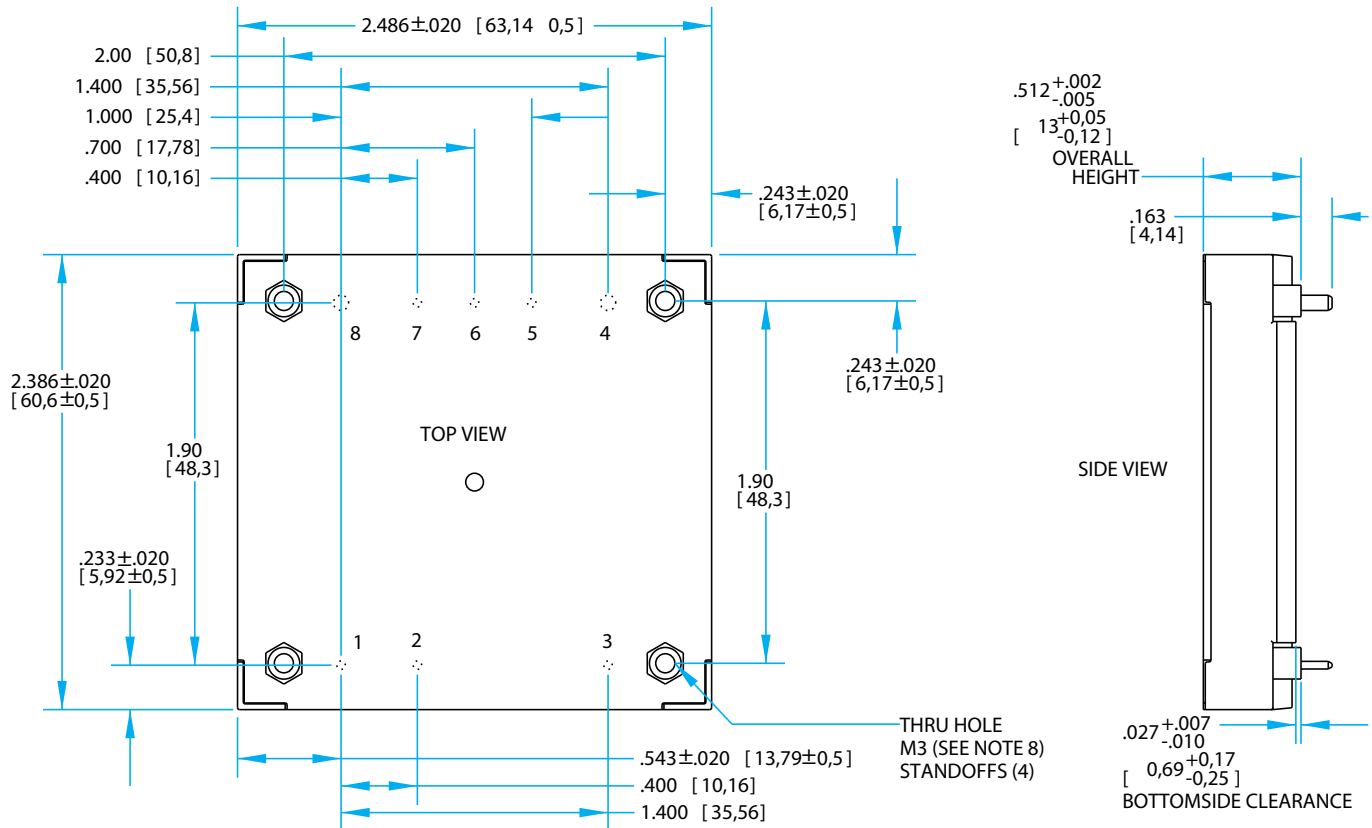 2.486±.020 [63,14 0,5]
2.00 [50,8]
1.400 [35,56]
1.000 [25,4]
.700 [17,78]
.400 [10,16]
.243±.020
[6,17±0,5]
.512 +.002
-.005
[ 13 +0,05
-0,12 ]
OVERALL
HEIGHT
.163
[4,14]
8 7 6 5 4
.243±.020
[6,17±0,5]
2.386±.020
[60,6±0,5]
1.90
[48,3]
TOP VIEW
1.90
[48,3]
SIDE VIEW
.233±.020
[5,92±0,5]
1 2 3
THRU HOLE
M3 (SEE NOTE 8)
STANDOFFS (4)
.027 +.007
-.010
[ 0,69 +0,17
-0,25 ]
BOTTOMSIDE CLEARANCE
.543±.020 [13,79±0,5]
.400 [10,16]
1.400 [35,56]